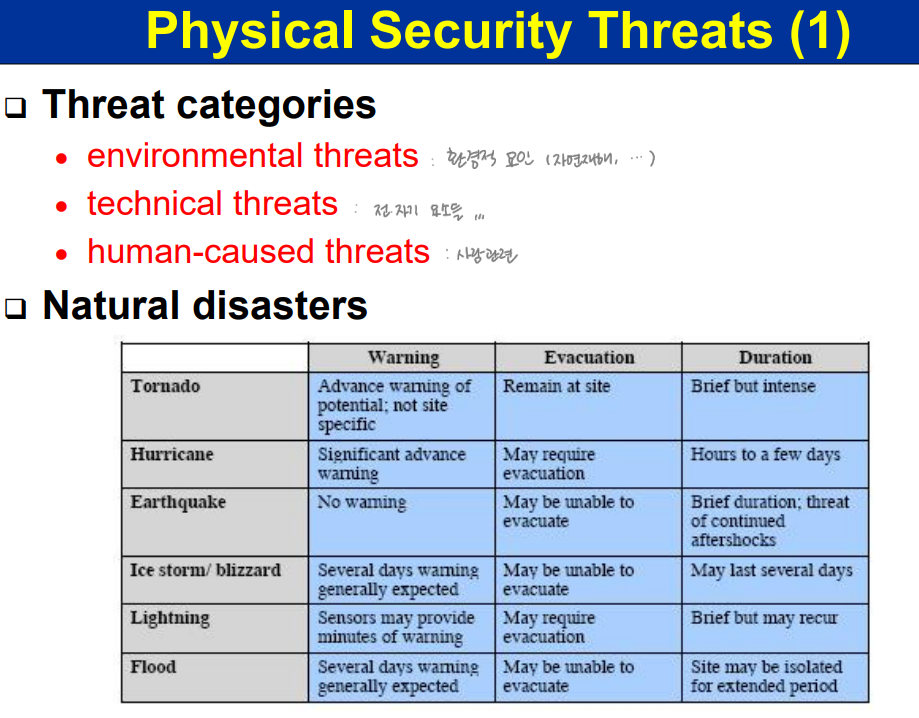 Physical Security Threats (1)
Threat categories
environmental threats : 환경적 요인 (자연재해, ...)
technical threats : 전자기 요소들 ,,,
human-caused threats : 사람관련
Natural disasters
Warning Evacuation Duration
Tornado Advance warning of potential; not site specific Remain at site Brief but intense
Hurricane Significant advance warning May require evacuation Hours to a few days
Earthquake No warning May be unable to evacuate Brief duration; threat of continued aftershocks
Ice storm/ blizzard Several days warning generally expected May be unable to evacuate May last several days
Lightning Sensors may provide minutes of warning May require evacuation Brief but may recur
Flood Several days warning generally expected May be unable to evacuate Site may be isolated for extended period